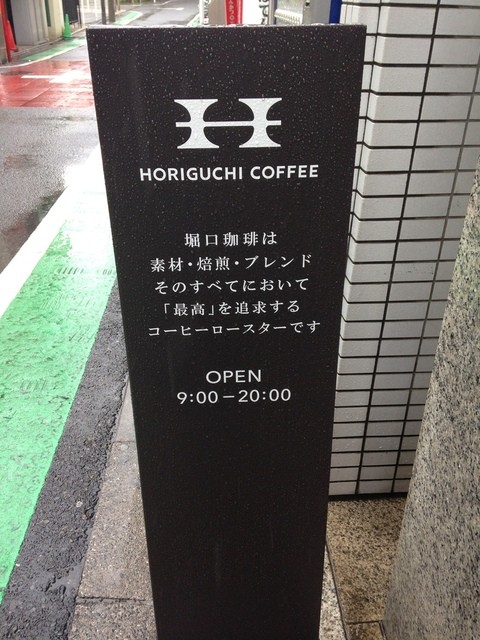 H
HORIGUCHI COFFEE
堀口珈琲は
素材・焙煎・ブレンド
そのすべてにおいて
「最高」を追求する
コーヒーロースターです
OPEN
9:00－20:00